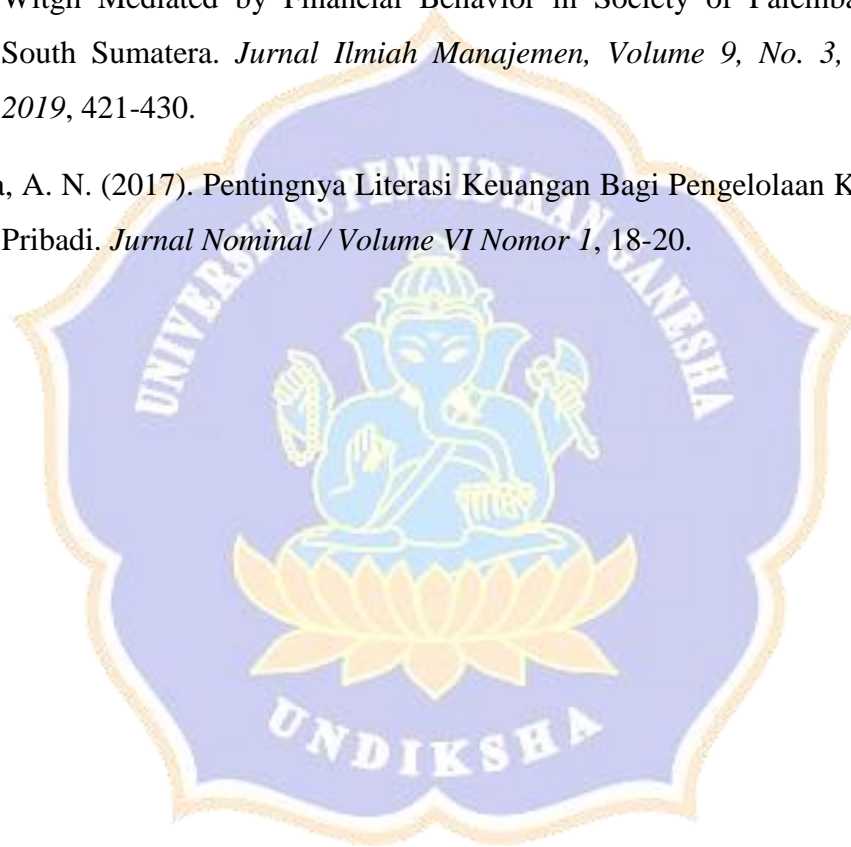 Witgh Mediated by Financial Behavior in Society of
South Sumatera. Jurnal Ilmiah Manajemen, Volume 9, No. 3,
2019, 421-430.
A. N. (2017). Pentingnya Literasi Keuangan Bagi Pengelolaan
Pribadi. Jurnal Nominal / Volume VI Nomor 1, 18-20.
UNIVERSITAS PENDIDIKAN GANESHA
UNDIKSHA